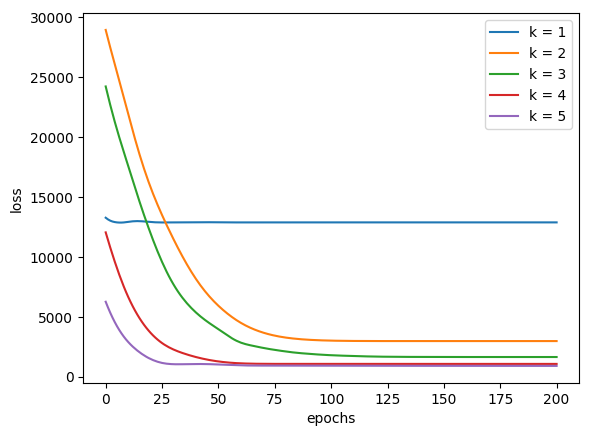 30000
25000
20000
15000
10000
5000
0
loss
0 25 50 75 100 125 150 175 200
epochs
k = 1
k = 2
k = 3
k = 4
k = 5